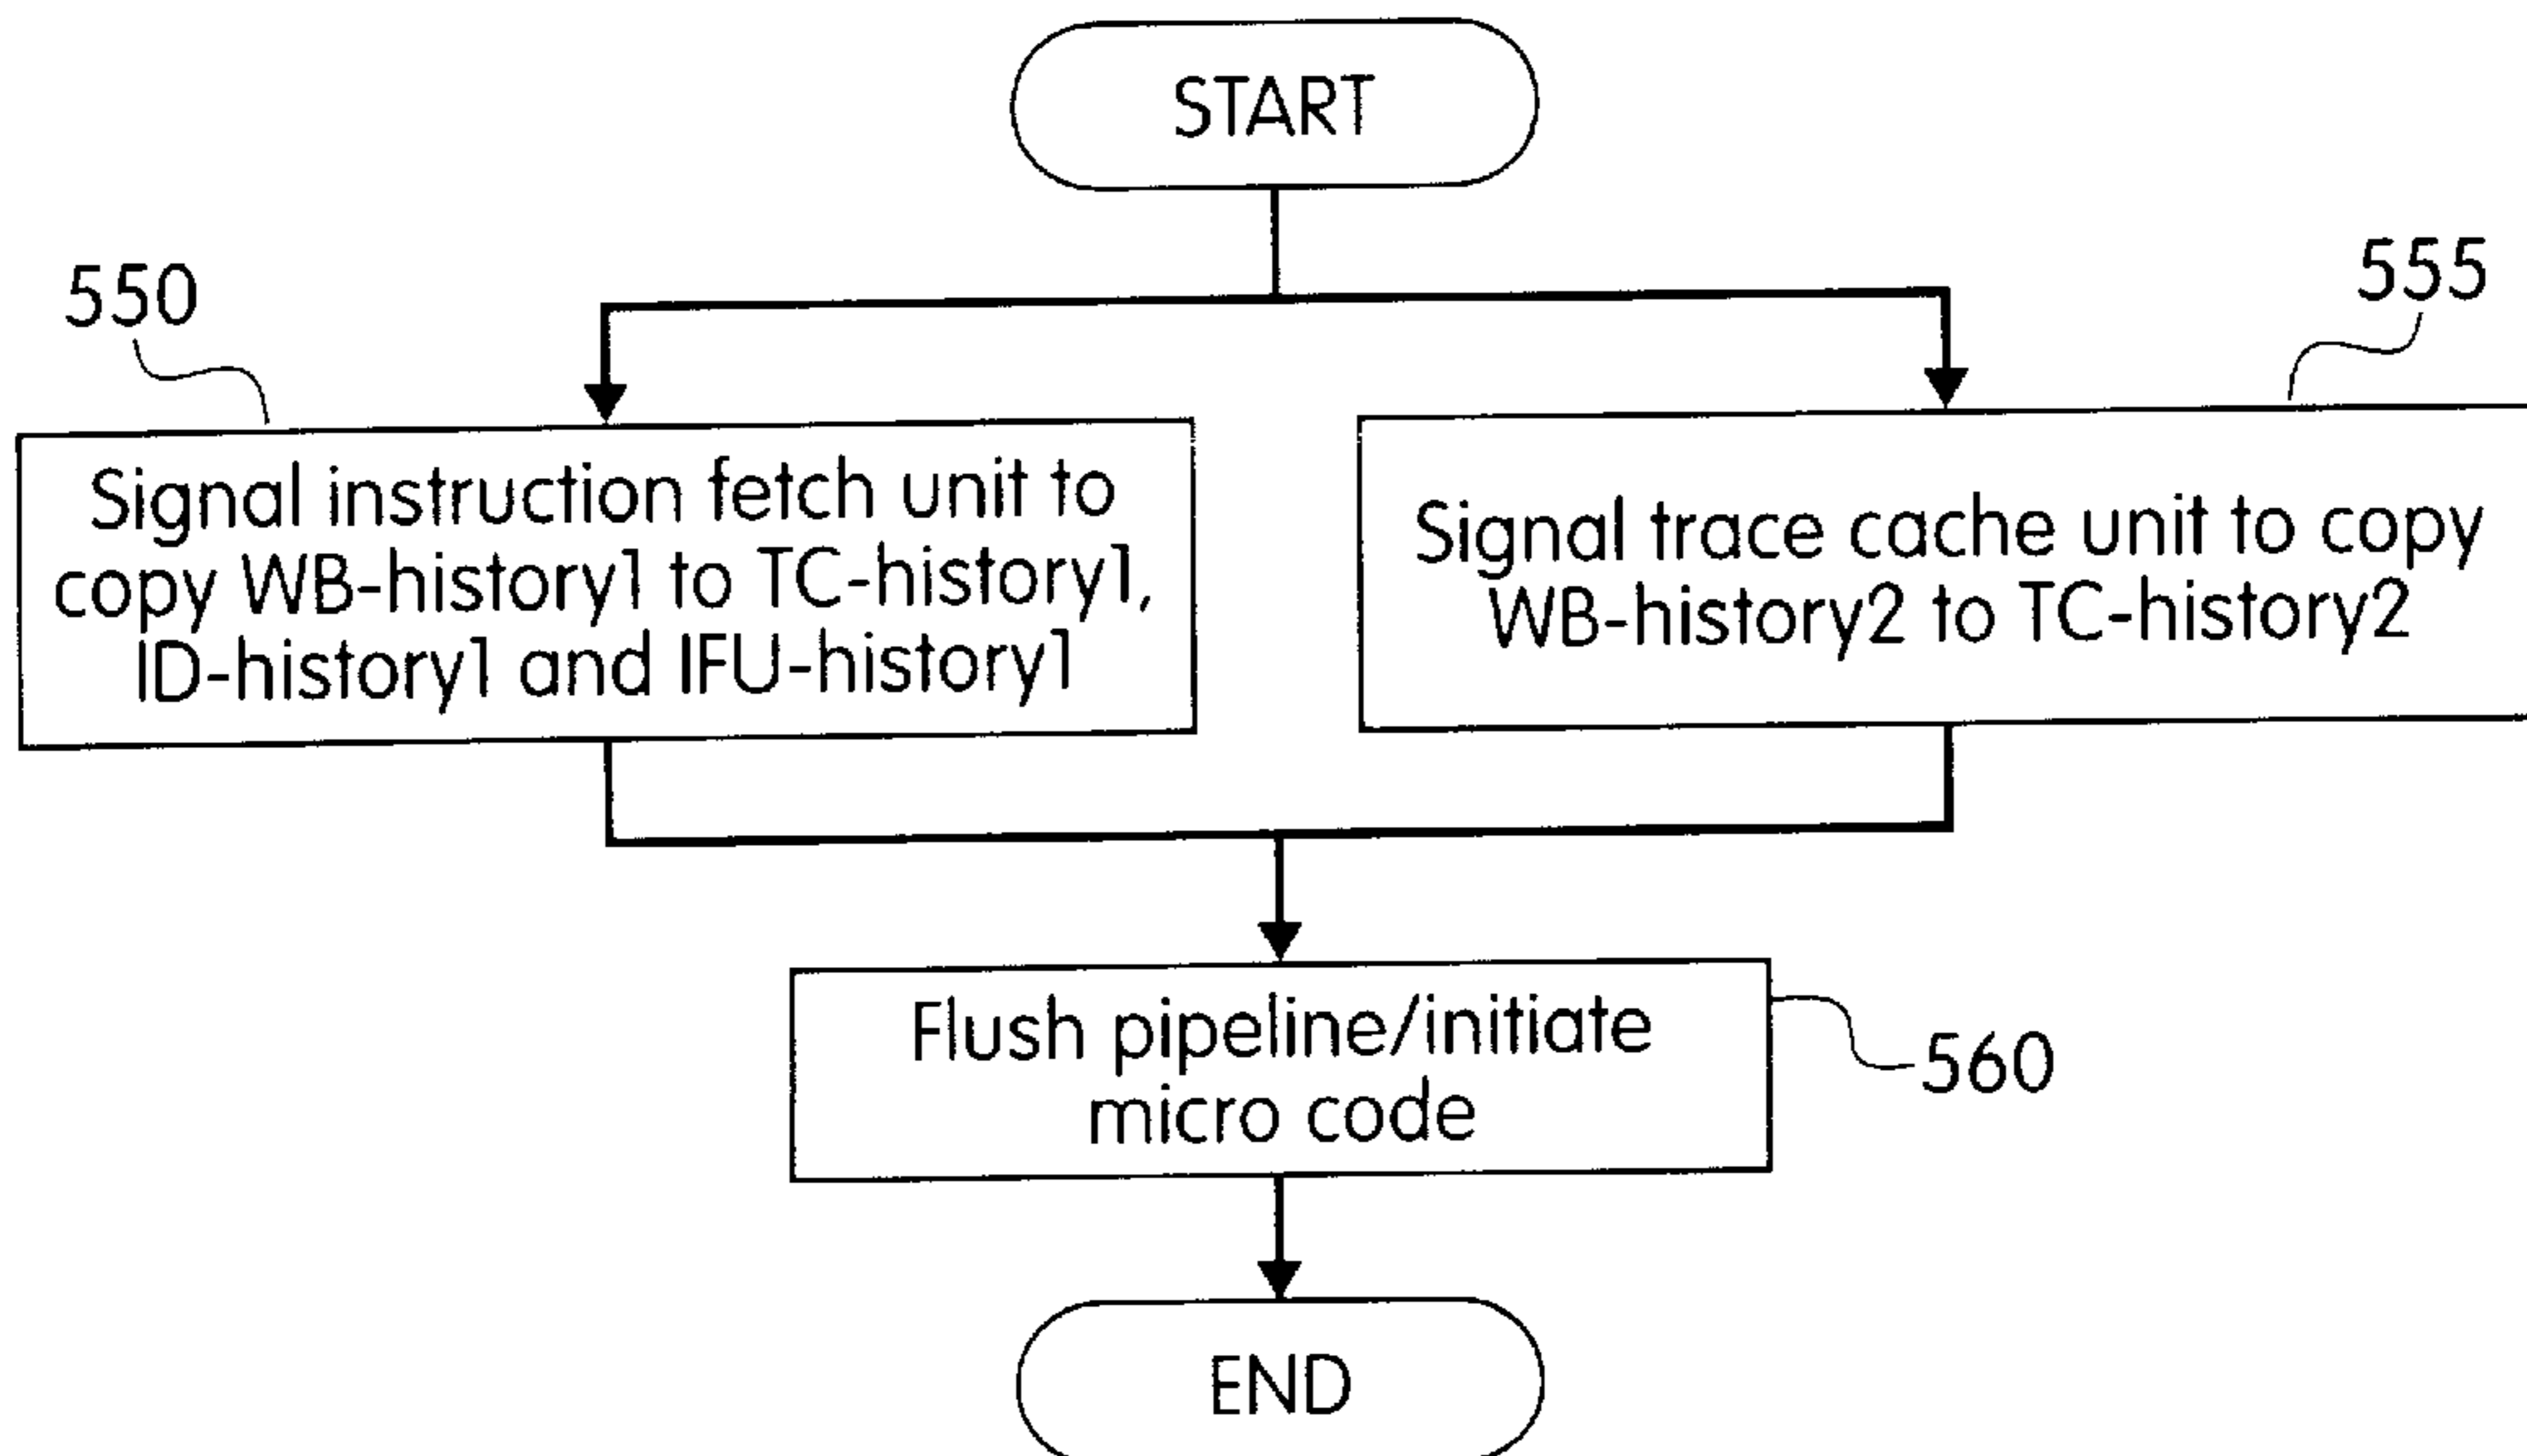 START
550
555
Signal instruction fetch unit to
copy WB-history1 to TC-history1,
ID-history1 and IFU-history1
Signal trace cache unit to copy
WB-history2 to TC-history2
Flush pipeline/initiate
micro code
560
END